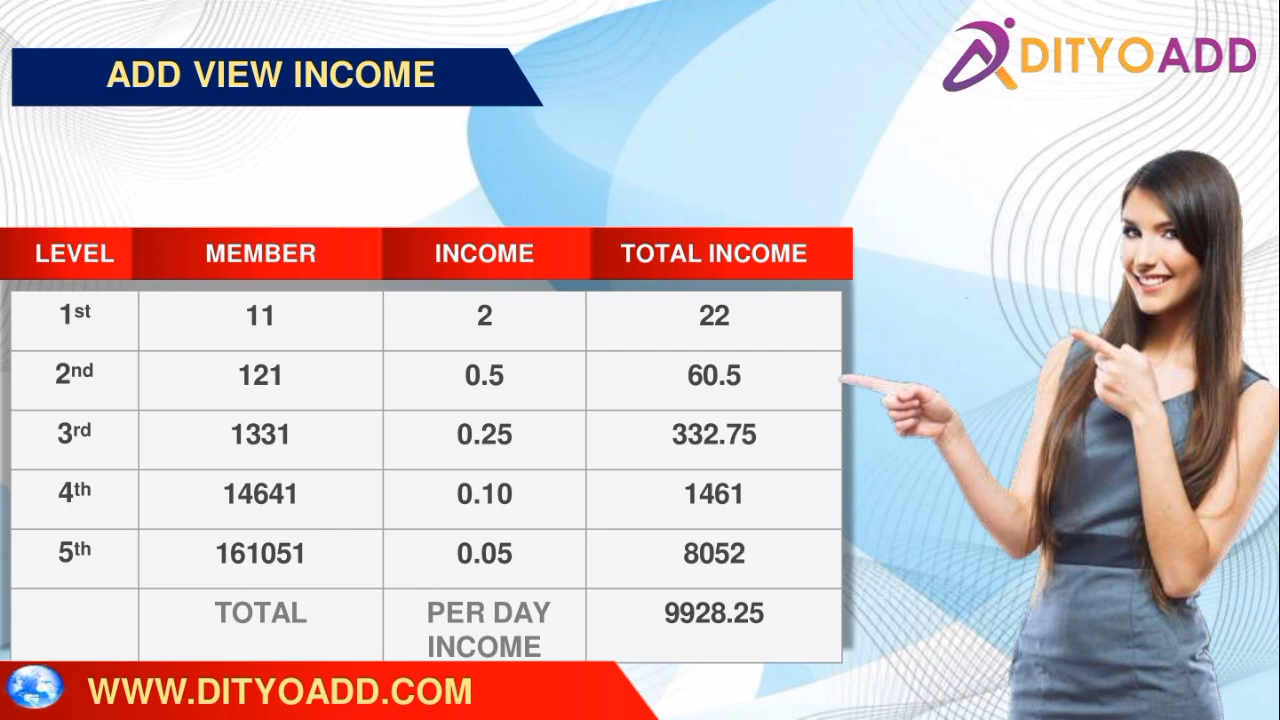 ADD VIEW INCOME
DITYOADD
LEVEL MEMBER INCOME TOTAL INCOME
1st 11 2 22
2nd 121 0.5 60.5
3rd 1331 0.25 332.75
4th 14641 0.10 1461
5th 161051 0.05 8052
TOTAL PER DAY INCOME 9928.25
WWW.DITYOADD.COM